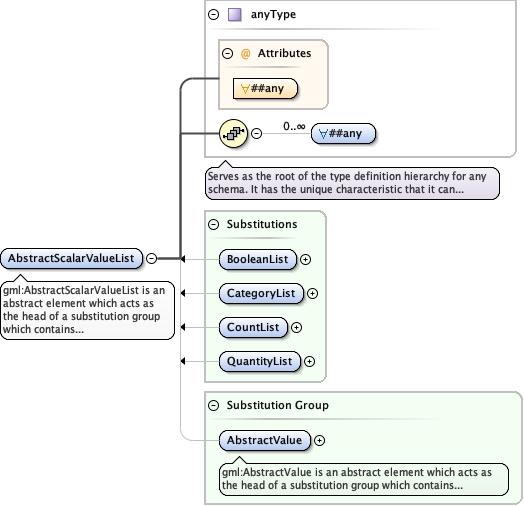 anyType
@ Attributes
∀##any
0..∞
∀##any
Serves as the root of the type definition hierarchy for any
schema. It has the unique characteristic that it can...
Substitutions
AbstractScalarValueList
BooleanList
gml:AbstractScalarValueList is an
abstract element which acts as
the head of a substitution group
which contains...
CategoryList
CountList
QuantityList
Substitution Group
AbstractValue
gml:AbstractValue is an abstract element which acts as
the head of a substitution group which contains...